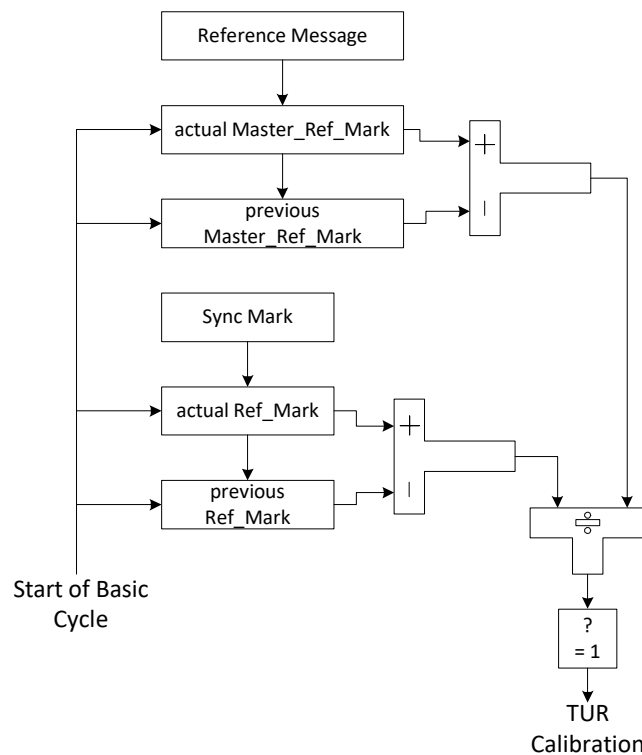 Reference Message
actual Master_Ref_Mark
previous
Master_Ref_Mark
+
−
Sync Mark
actual Ref_Mark
previous
Ref_Mark
+
−
÷
Start of Basic
Cycle
?
= 1
TUR
Calibration